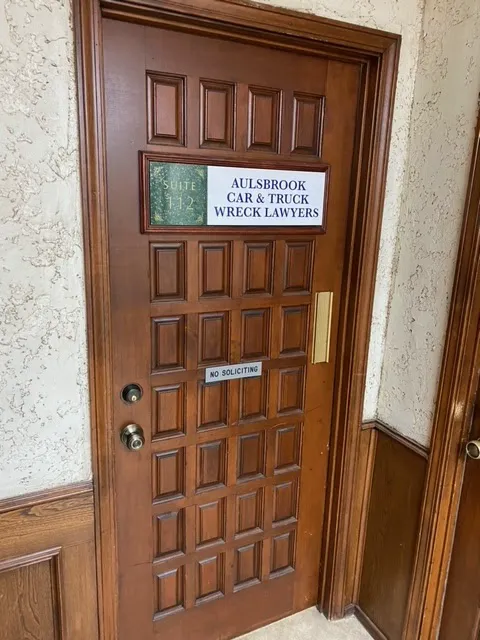 SUITE
112
AULSBROOK
CAR & TRUCK
WRECK LAWYERS
NO SOLICITING